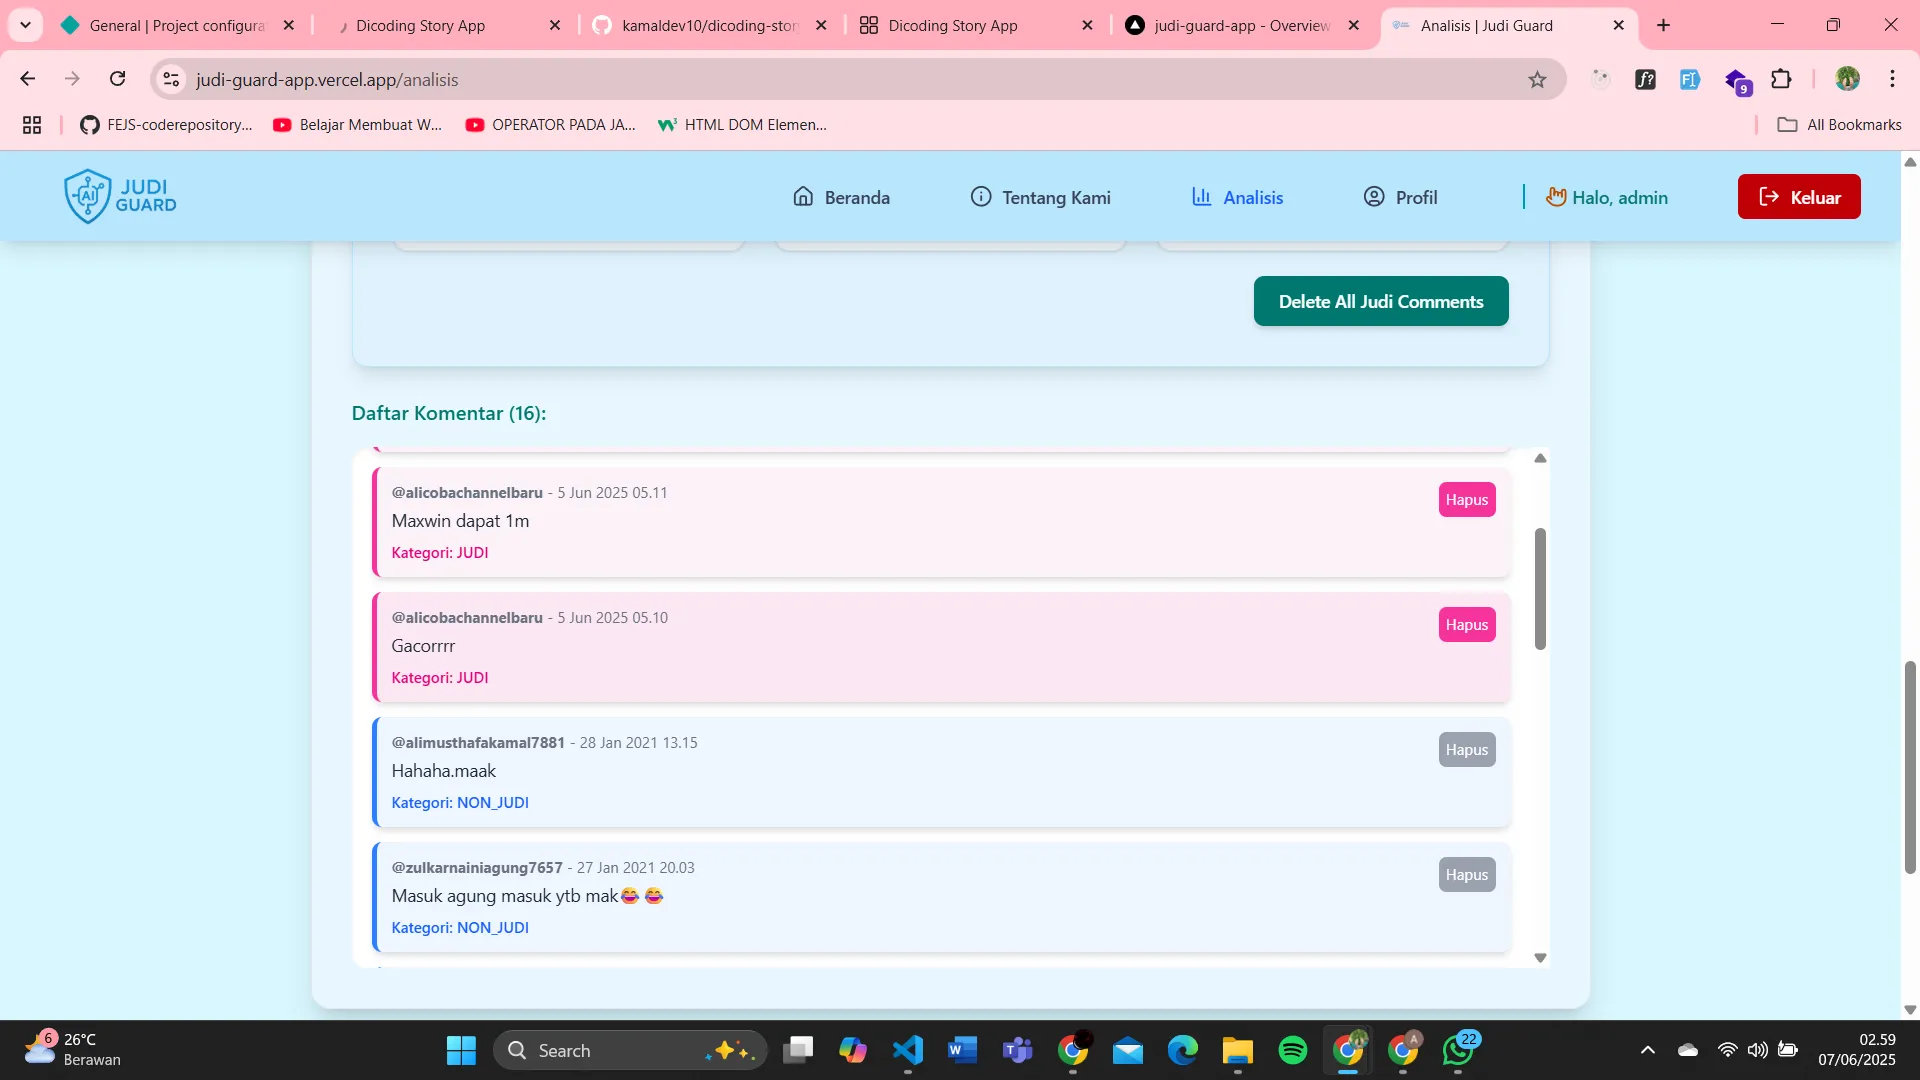 General | Project configura
Dicoding Story App
kamaldev10/dicoding-stor
Dicoding Story App
judi-guard-app - Overview
Analisis | Judi Guard
judi-guard-app.vercel.app/analisis
9
FEJS-coderepository...
Belajar Membuat W...
OPERATOR PADA JA...
HTML DOM Elemen...
All Bookmarks
AI
JUDI
GUARD
Beranda
Tentang Kami
Analisis
Profil
Halo, admin
Keluar
Delete All Judi Comments
Daftar Komentar (16):
@alicobachannelbaru - 5 Jun 2025 05.11
Hapus
Maxwin dapat 1m
Kategori: JUDI
@alicobachannelbaru - 5 Jun 2025 05.10
Hapus
Gacorrrr
Kategori: JUDI
@alimusthafakamal7881 - 28 Jan 2021 13.15
Hapus
Hahaha.maak
Kategori: NON_JUDI
@zulkarnainiagung7657 - 27 Jan 2021 20.03
Hapus
Masuk agung masuk ytb mak😂 😂
Kategori: NON_JUDI
6
26°C
Berawan
Search
22
02.59
07/06/2025